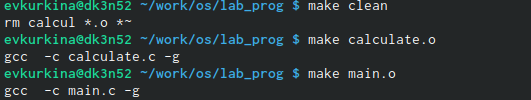 evkurkina@dk3n52 ~/work/os/lab_prog $ make clean
rm calcul *.o *~
evkurkina@dk3n52 ~/work/os/lab_prog $ make calculate.o
gcc  -c calculate.c -g
evkurkina@dk3n52 ~/work/os/lab_prog $ make main.o
gcc  -c main.c -g